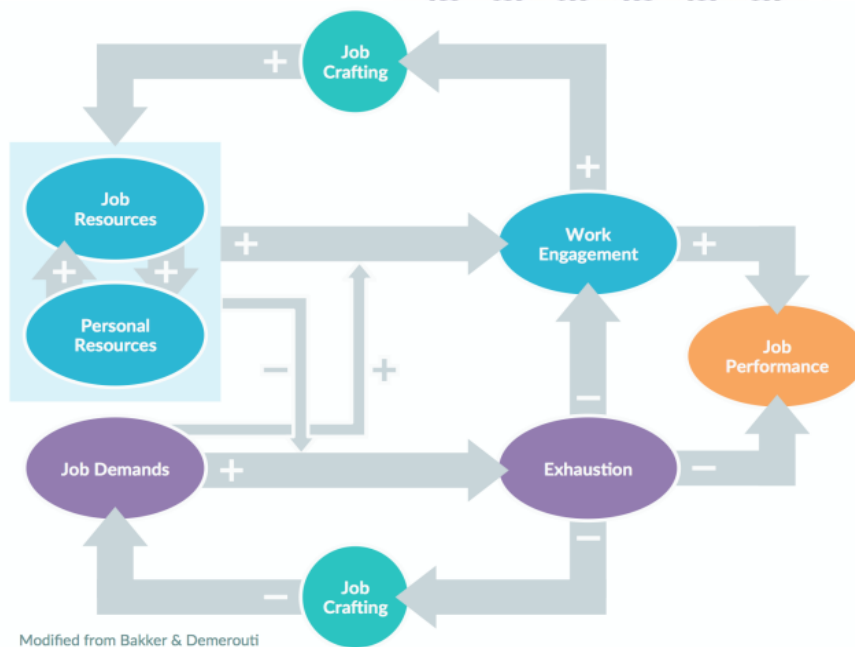 Job
Crafting
+
+
Job
Resources
+
Work
Engagement
+
+
+
Personal
Resources
Job
Performance
−
+
−
Job Demands
+
Exhaustion
−
−
Job
Crafting
−
Modified from Bakker & Demerouti